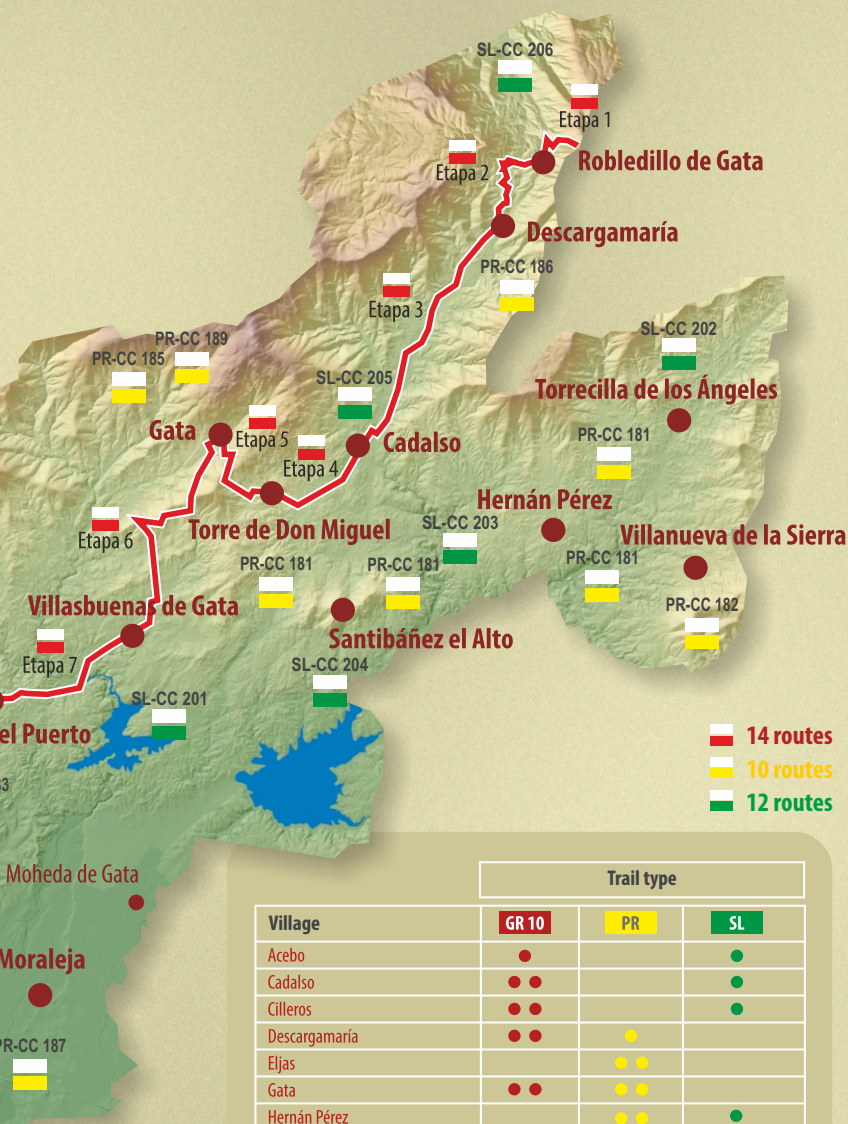 SL-CC 206
Etapa 1
Etapa 2
Robledillo de Gata
Descargamaría
PR-CC 186
Etapa 3
SL-CC 202
PR-CC 189
PR-CC 185
SL-CC 205
Torrecilla de los Ángeles
Gata
Etapa 5
Cadalso
PR-CC 181
Etapa 4
Hernán Pérez
Torre de Don Miguel
SL-CC 203
Villanueva de la Sierra
Etapa 6
PR-CC 181
PR-CC 181
PR-CC 181
Villasbuenas de Gata
PR-CC 182
Santibáñez el Alto
Etapa 7
SL-CC 204
SL-CC 201
el Puerto
14 routes
10 routes
12 routes
Moheda de Gata
Moraleja
PR-CC 187
Trail type
Village GR 10 PR SL
Acebo
Cadalso
Cilleros
Descargamaría
Eljas
Gata
Hernán Pérez